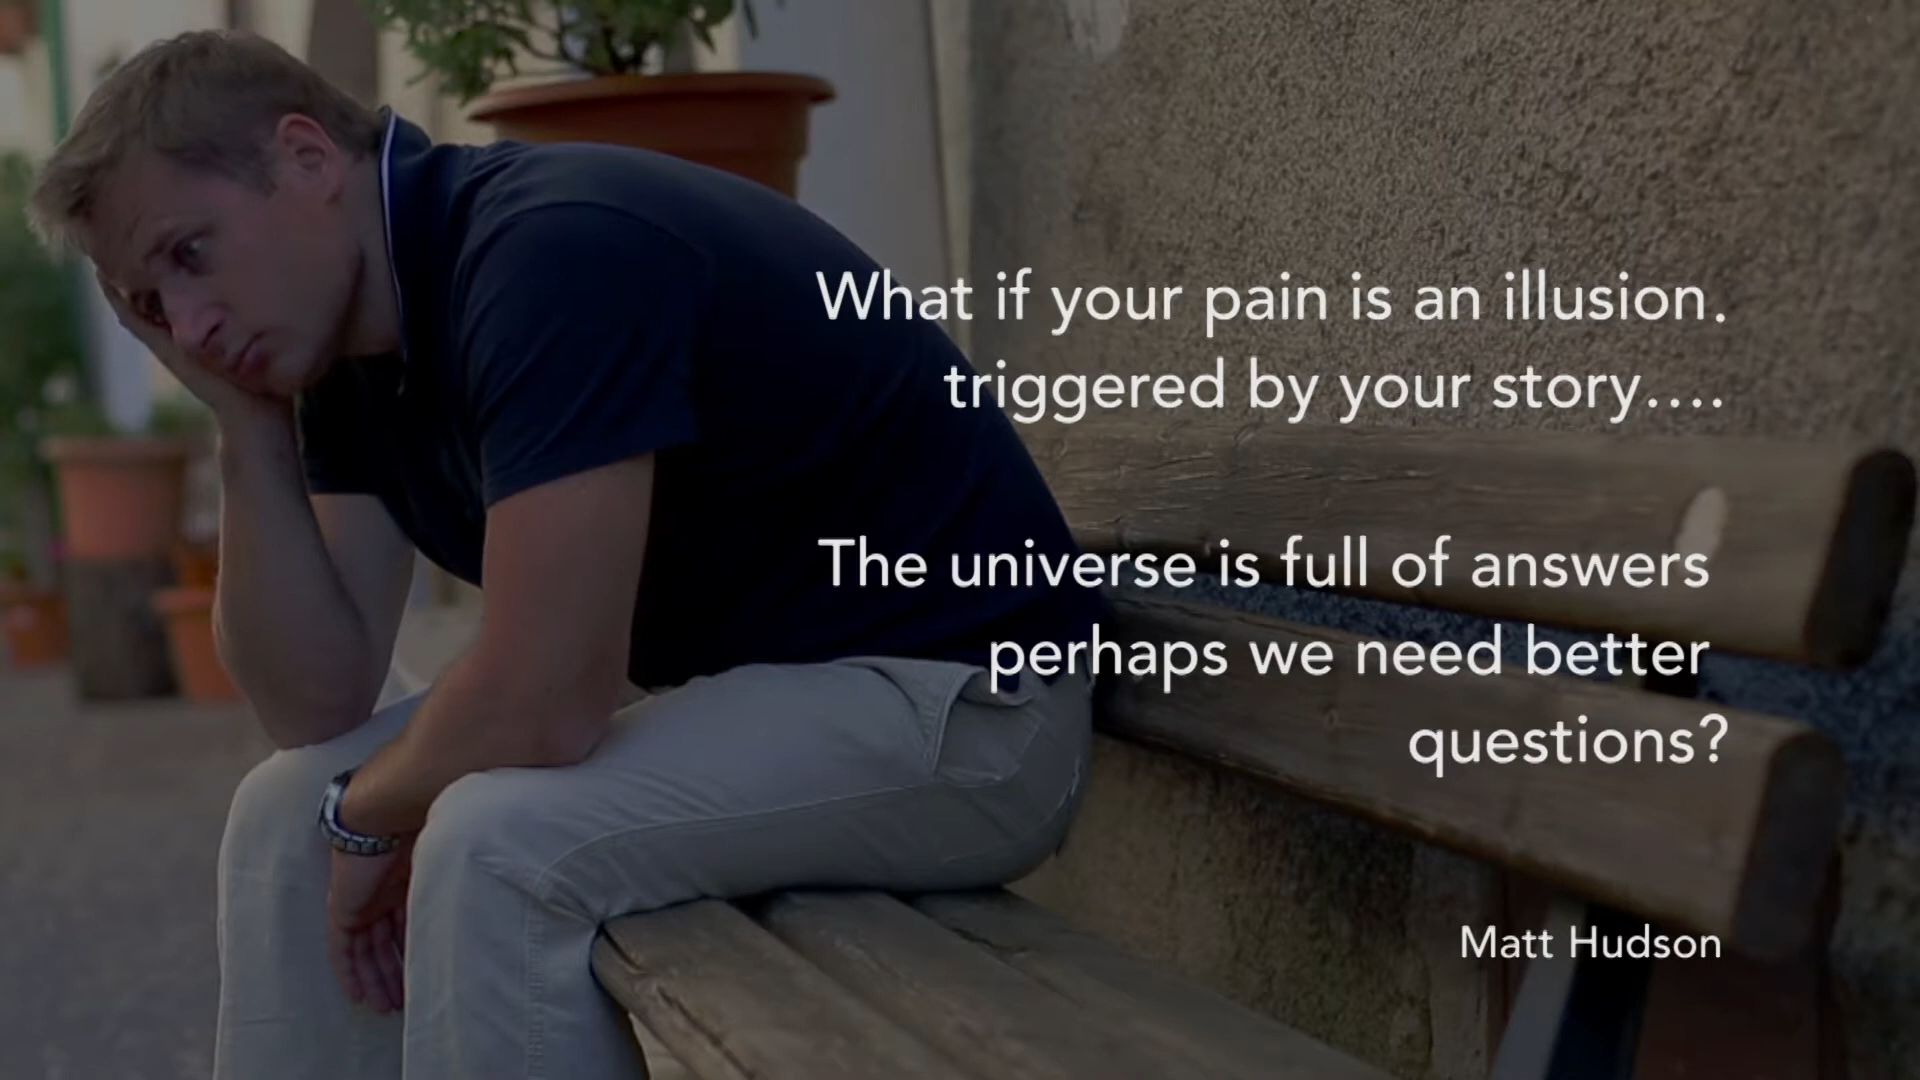 What if your pain is an illusion.
triggered by your story....
The universe is full of answers
perhaps we need better
questions?
Matt Hudson